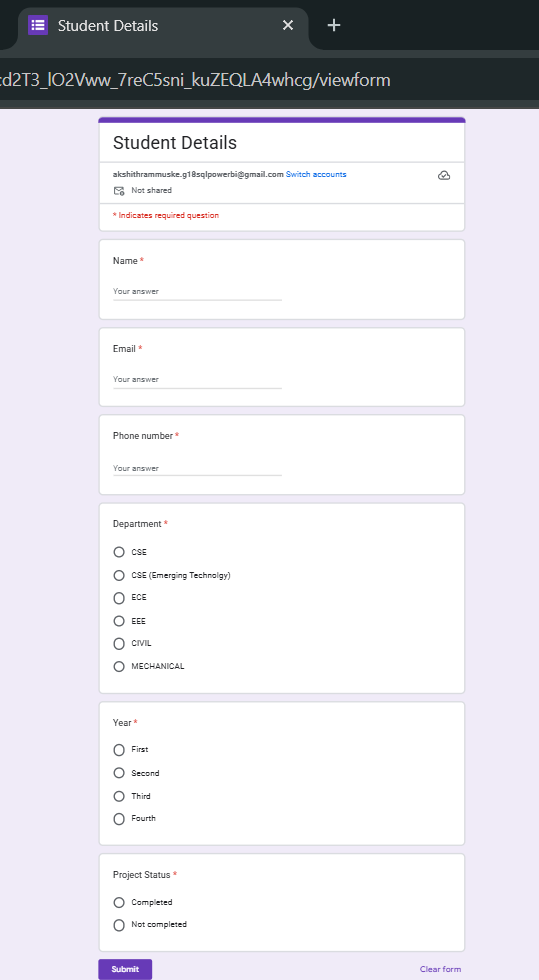 Student Details
cd2T3_lO2Vww_7reC5sni_kuZEQLA4whcg/viewform
Student Details
akshithrammuske.g18sqlpowerbi@gmail.com Switch accounts
Not shared
* Indicates required question
Name *
Your answer
Email *
Your answer
Phone number *
Your answer
Department *
CSE
CSE (Emerging Technolgy)
ECE
EEE
CIVIL
MECHANICAL
Year *
First
Second
Third
Fourth
Project Status *
Completed
Not completed
Submit Clear form